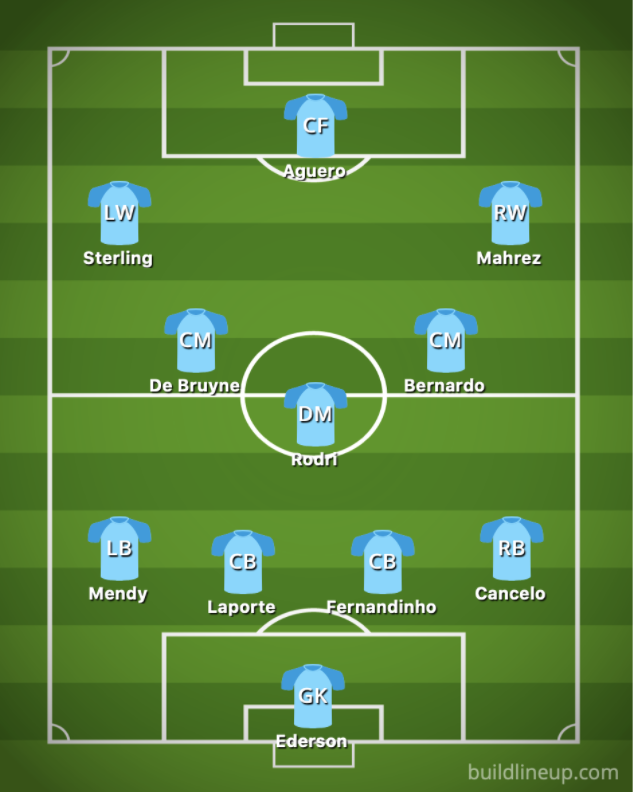 CF
Aguero
LW
RW
Sterling
Mahrez
CM
CM
De Bruyne
Bernardo
DM
Rodri
LB
RB
CB
CB
Mendy
Cancelo
Laporte
Fernandinho
GK
Ederson
buildlineup.com